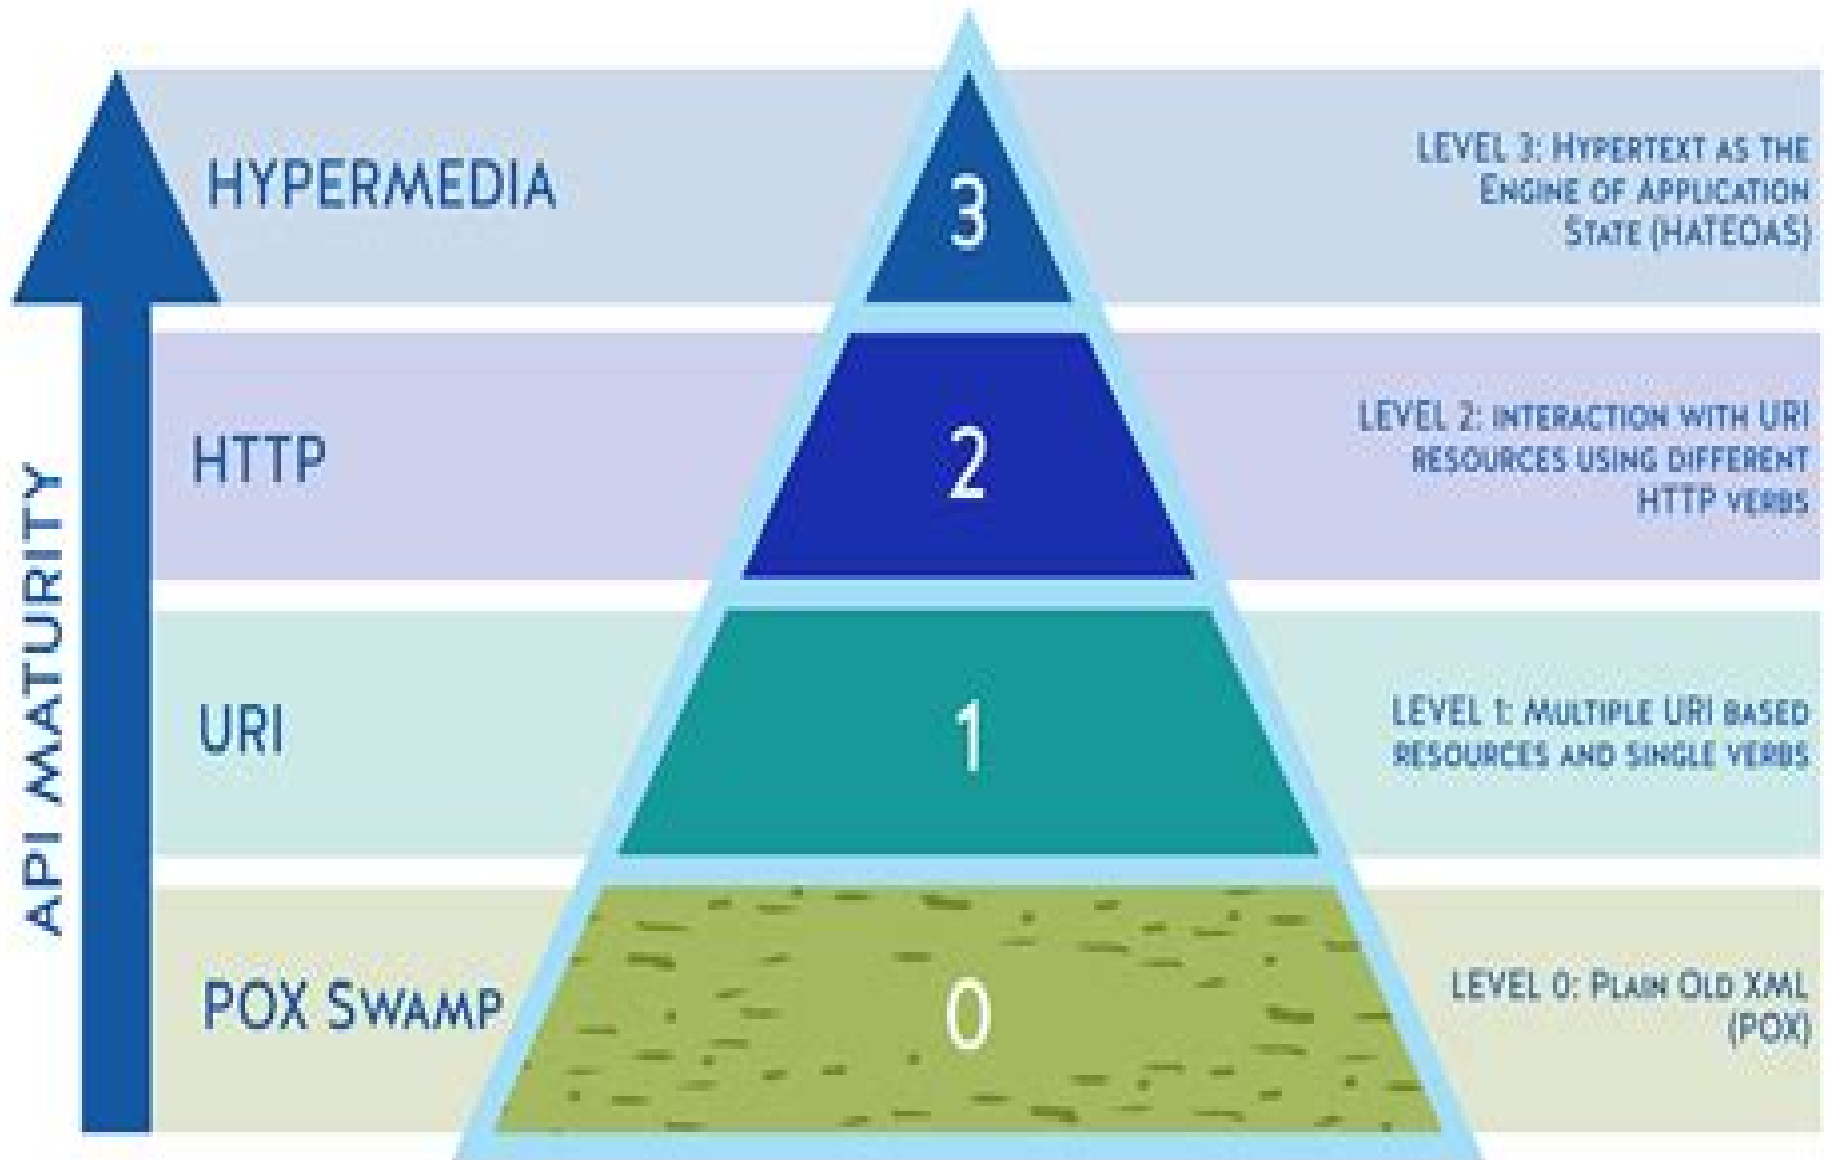 HYPERMEDIA
3
LEVEL 3: HYPERTEXT AS THE
ENGINE OF APPLICATION
STATE (HATEOAS)
HTTP
2
LEVEL 2: INTERACTION WITH URI
RESOURCES USING DIFFERENT
HTTP VERBS
API MATURITY
URI
1
LEVEL 1: MULTIPLE URI BASED
RESOURCES AND SINGLE VERBS
POX SWAMP
0
LEVEL 0: PLAIN OLD XML
(POX)